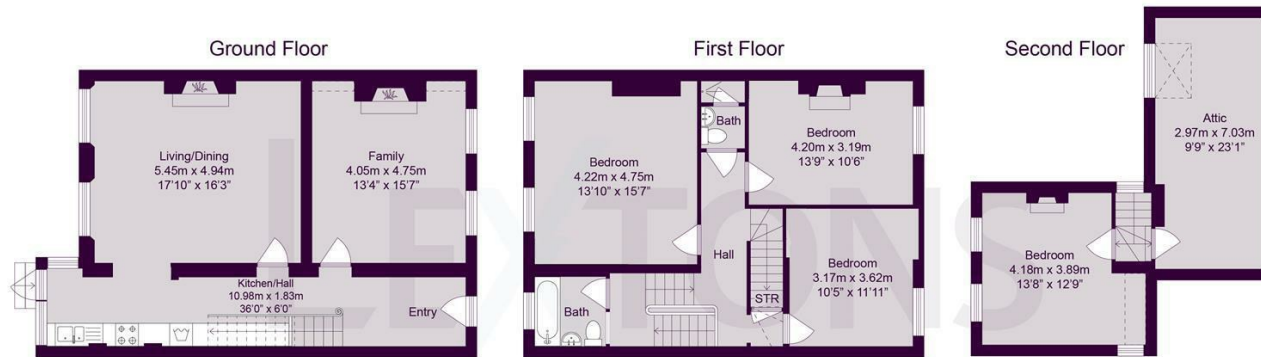 Ground Floor
Living/Dining
5.45m x 4.94m
17'10" x 16'3"
Family
4.05m x 4.75m
13'4" x 15'7"
Kitchen/Hall
10.98m x 1.83m
36'0" x 6'0"
Entry
First Floor
Bedroom
4.22m x 4.75m
13'10" x 15'7"
Bath
Bedroom
4.20m x 3.19m
13'9" x 10'6"
Hall
Bedroom
3.17m x 3.62m
10'5" x 11'11"
STR
Bath
Second Floor
Attic
2.97m x 7.03m
9'9" x 23'1"
Bedroom
4.18m x 3.89m
13'8" x 12'9"
LEXTONS